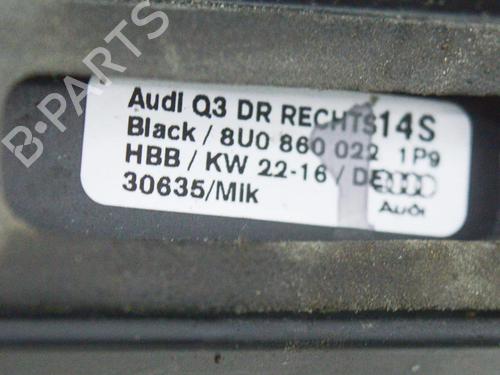 B-PARTS
Audi Q3 DR RECHTS14S
Black / 8U0 860 022 1P9
HBB / KW 22-16 / DE
30635/Mik
Audi